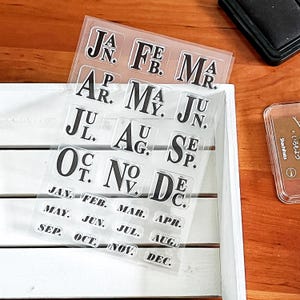 JAN. FEB. MAR.
APR. MAY. JUN.
JUL. AUG. SEP.
OCT. NOV. DEC.
JAN. FEB. MAR. APR.
MAY. JUN. JUL. AUG.
SEP. OCT. NOV. DEC.